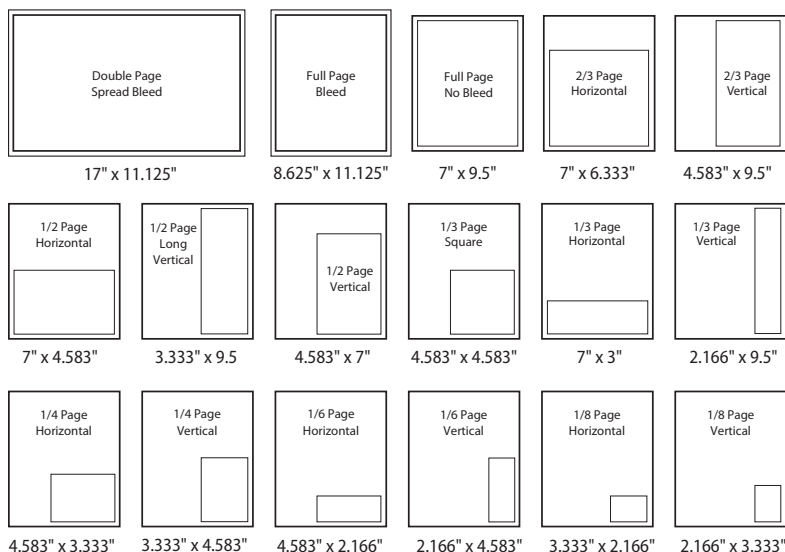 Double Page
Spread Bleed
17" x 11.125"
Full Page
Bleed
8.625" x 11.125"
Full Page
No Bleed
7" x 9.5"
2/3 Page
Horizontal
7" x 6.333"
2/3 Page
Vertical
4.583" x 9.5"
1/2 Page
Horizontal
7" x 4.583"
1/2 Page
Long
Vertical
3.333" x 9.5
1/2 Page
Vertical
4.583" x 7"
1/3 Page
Square
4.583" x 4.583"
1/3 Page
Horizontal
7" x 3"
1/3 Page
Vertical
2.166" x 9.5"
1/4 Page
Horizontal
4.583" x 3.333"
1/4 Page
Vertical
3.333" x 4.583"
1/6 Page
Horizontal
4.583" x 2.166"
1/6 Page
Vertical
2.166" x 4.583"
1/8 Page
Horizontal
3.333" x 2.166"
1/8 Page
Vertical
2.166" x 3.333"